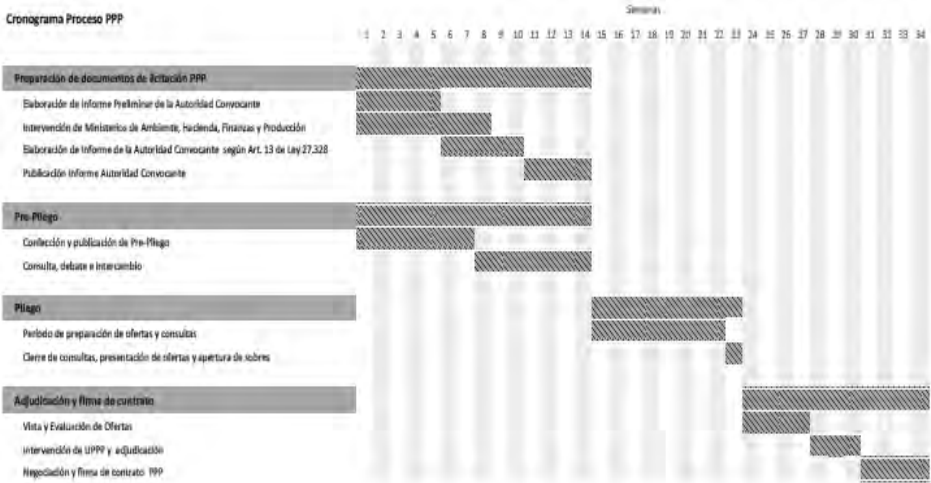 Semanas
Cronograma Proceso PPP
1 2 3 4 5 6 7 8 9 10 11 12 13 14 15 16 17 18 19 20 21 22 23 24 25 26 27 28 29 30 31 32 33 34
Preparación de documentos de licitación PPP
Elaboración de Informe Preliminar de la Autoridad Convocante
Intervención de Ministerios de Ambiente, Hacienda, Finanzas y Producción
Elaboración de Informe de la Autoridad Convocante según Art. 13 de Ley 27.328
Publicación Informe Autoridad Convocante
Pre-Pliego
Confección y publicación de Pre-Pliego
Consulta, debate e intercambio
Pliego
Período de preparación de ofertas y consultas
Cierre de consultas, presentación de ofertas y apertura de sobres
Adjudicación y firma de contrato
Vista y Evaluación de Ofertas
Intervención de UPPP y adjudicación
Negociación y firma de contrato PPP